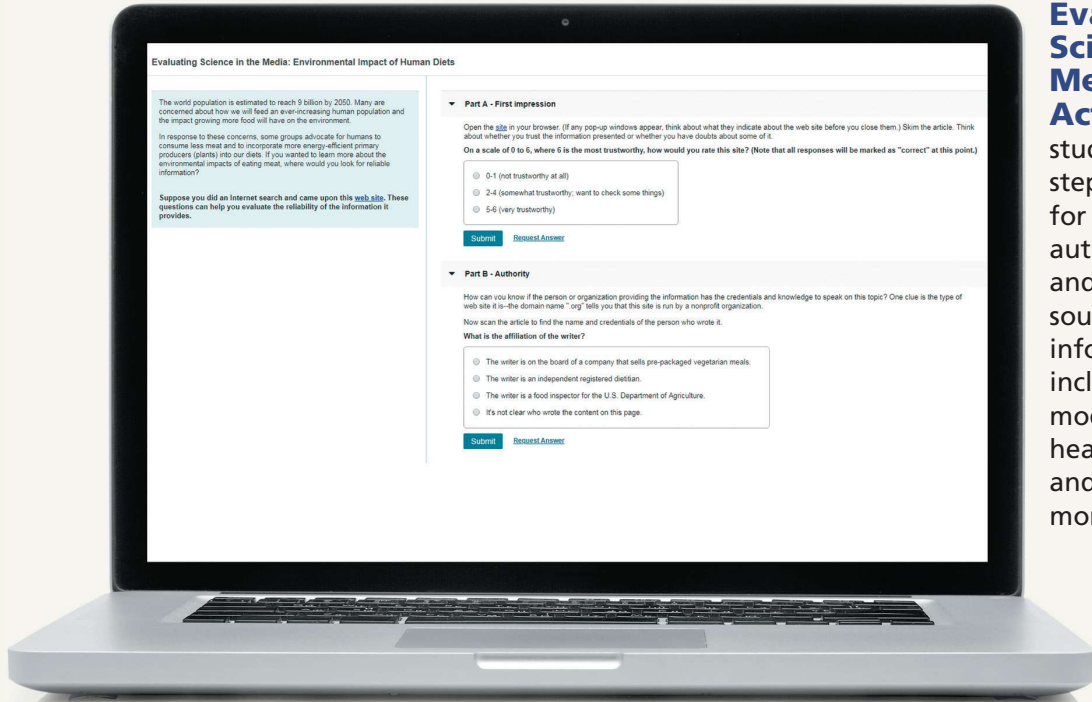 Evaluating Science in the Media: Environmental Impact of Human Diets
The world population is estimated to reach 9 billion by 2050. Many are
concerned about how we will feed an ever-increasing human population and
the impact growing more food will have on the environment.
In response to these concerns, some groups advocate for humans to
consume less meat and to incorporate more energy-efficient primary
producers (plants) into our diets. If you wanted to learn more about the
environmental impacts of eating meat, where would you look for reliable
information?
Suppose you did an Internet search and came upon this web site. These
questions can help you evaluate the reliability of the information it
provides.
Part A - First impression
Open the site in your browser. (If any pop-up windows appear, think about what they indicate about the web site before you close them.) Skim the article. Think
about whether you trust the information presented or whether you have doubts about some of it.
On a scale of 0 to 6, where 6 is the most trustworthy, how would you rate this site? (Note that all responses will be marked as "correct" at this point.)
0-1 (not trustworthy at all)
2-4 (somewhat trustworthy; want to check some things)
5-6 (very trustworthy)
Submit Request Answer
Part B - Authority
How can you know if the person or organization providing the information has the credentials and knowledge to speak on this topic? One clue is the type of
web site it is--the domain name ".org" tells you that this site is run by a nonprofit organization.
Now scan the article to find the name and credentials of the person who wrote it.
What is the affiliation of the writer?
The writer is on the board of a company that sells pre-packaged vegetarian meals.
The writer is an independent registered dietitian.
The writer is a food inspector for the U.S. Department of Agriculture.
It's not clear who wrote the content on this page.
Submit Request Answer
Eva
Sci
Me
Act
stud
step
for
aut
and
sou
info
incl
mod
hea
and
mor